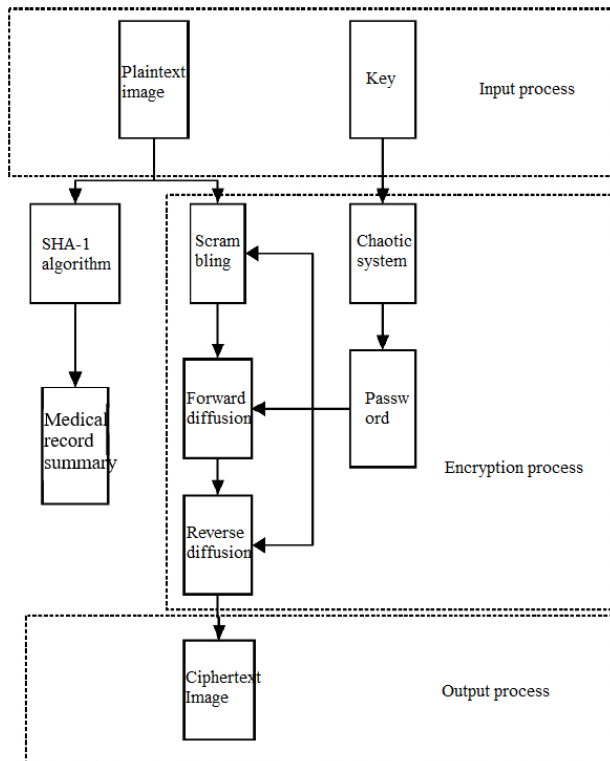 Plaintext
image
Key
Input process
SHA-1
algorithm
Scram
bling
Chaotic
system
Medical
record
summary
Forward
diffusion
Passw
ord
Encryption process
Reverse
diffusion
Ciphertext
Image
Output process